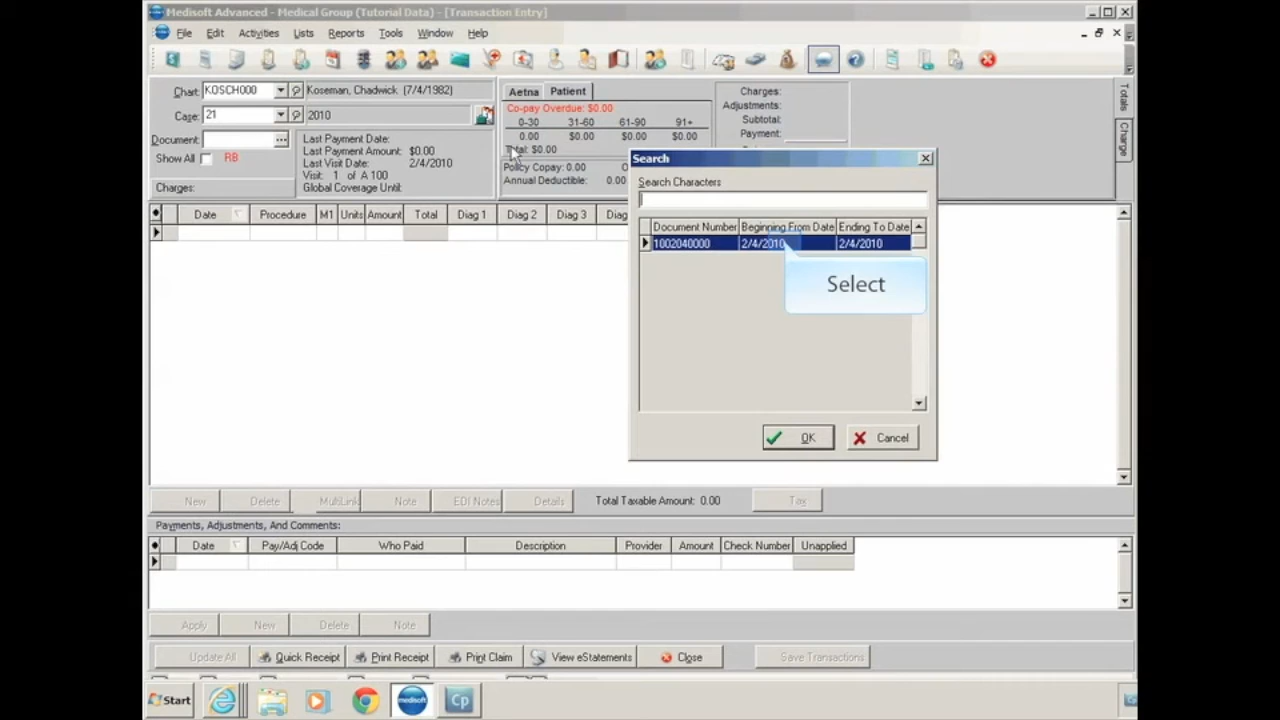 Medisoft Advanced - Medical Group (Tutorial Data) - [Transaction Entry]
File Edit Activities Lists Reports Tools Window Help
Chart: KOSCH000 Koseman, Chadwick (7/4/1982)
Case: 21 2010
Document:
Show All RB
Charges:
Last Payment Date:
Last Payment Amount: $0.00
Last Visit Date: 2/4/2010
Visit: 1 of A 100
Global Coverage Until:
Aetna Patient
Co-pay Overdue: $0.00
0-30 31-60 61-90 91+
0.00 $0.00 $0.00 $0.00
Total: $0.00
Policy Copay: 0.00 O
Annual Deductible: 0.00
Charges:
Adjustments:
Subtotal:
Payment:
Totals
Charge
Date Procedure M1 Units Amount Total Diag 1 Diag 2 Diag 3 Diag
Search
Search Characters
Document Number Beginning From Date Ending To Date
1002040000 2/4/2010 2/4/2010
Select
OK Cancel
New Delete MultiLink Note EDI Notes Details Total Taxable Amount: 0.00 Tax
Payments, Adjustments, And Comments:
Date Pay/Adj Code Who Paid Description Provider Amount Check Number Unapplied
Apply New Delete Note
Update All Quick Receipt Print Receipt Print Claim View eStatements Close Save Transactions
Start medisoft Cp